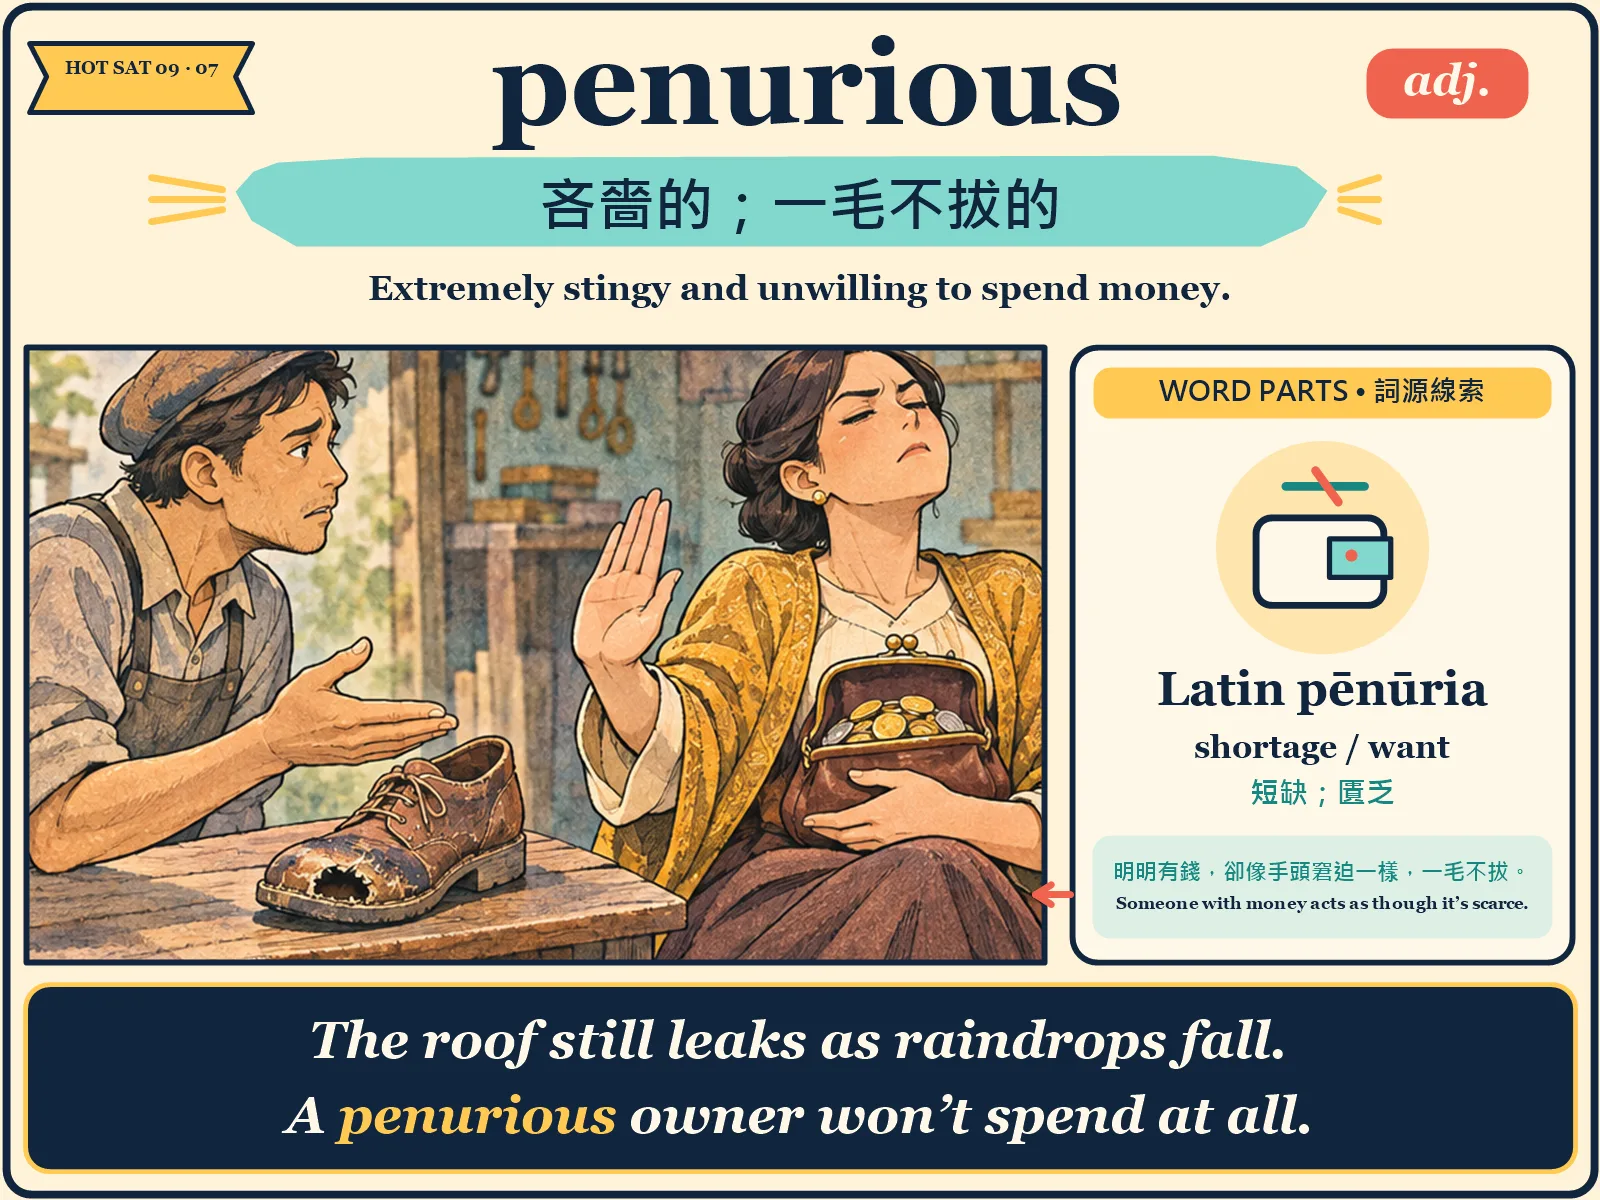 HOT SAT 09 · 07
penurious
adj.
吝嗇的；一毛不拔的
Extremely stingy and unwilling to spend money.
WORD PARTS • 詞源線索
Latin pēnūria
shortage / want
短缺；匱乏
明明有錢，卻像手頭窘迫一樣，一毛不拔。
Someone with money acts as though it’s scarce.
The roof still leaks as raindrops fall.
A penurious owner won’t spend at all.